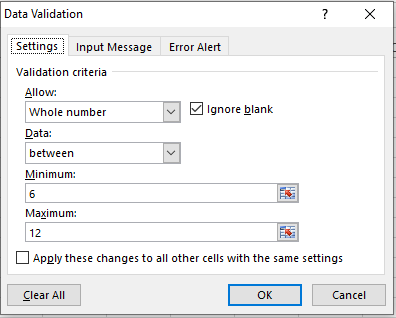 Data Validation ? ×
Settings Input Message Error Alert
Validation criteria
Allow:
Whole number Ignore blank
Data:
between
Minimum:
6
Maximum:
12
Apply these changes to all other cells with the same settings
Clear All OK Cancel